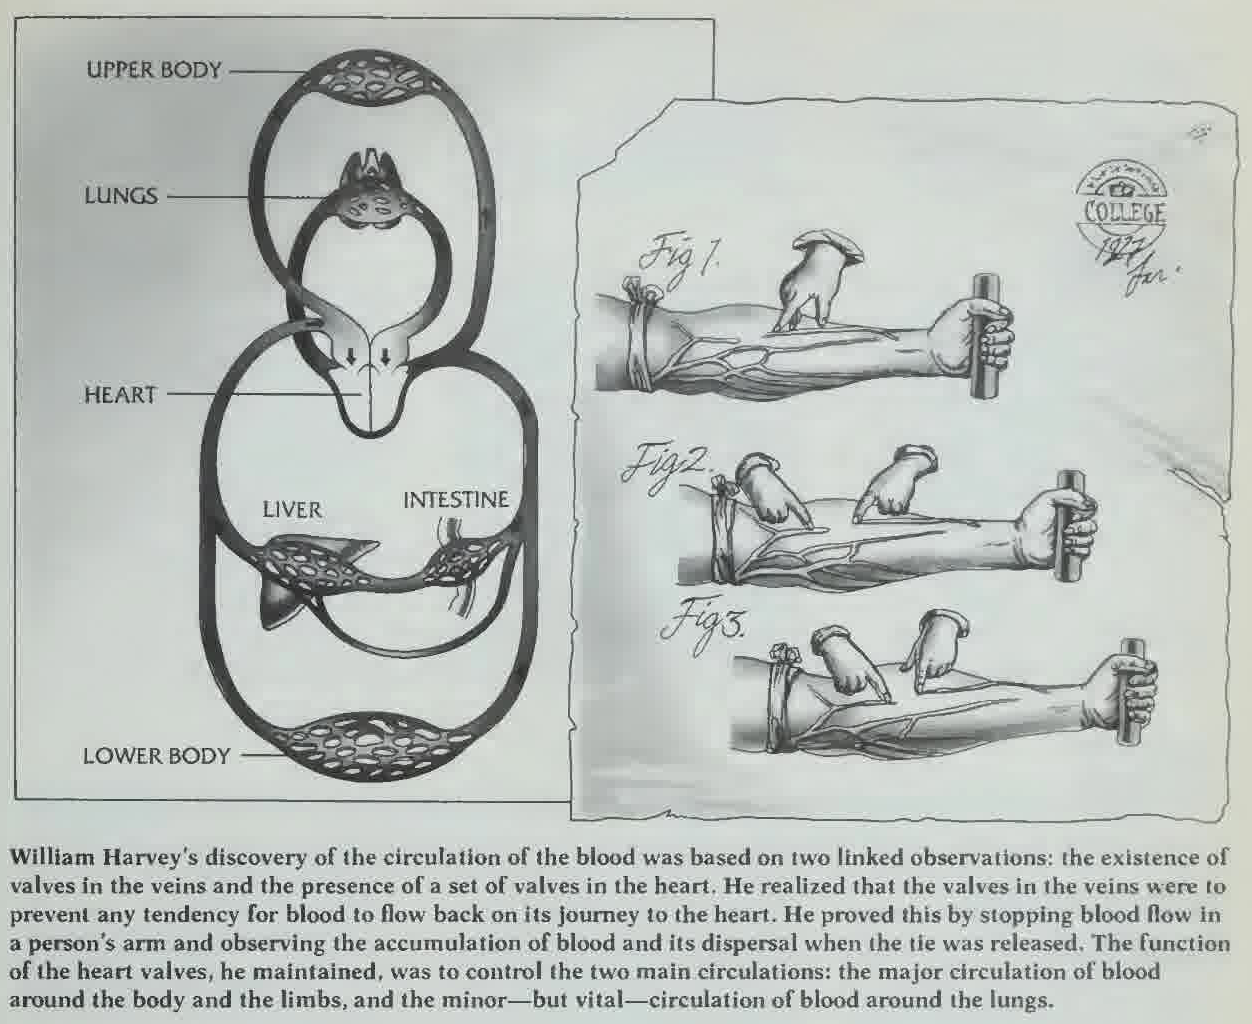 UPPER BODY
LUNGS
HEART
LIVER
INTESTINE
LOWER BODY
COLLEGE
Fig 1.
Fig 2.
Fig 3.
William Harvey's discovery of the circulation of the blood was based on two linked observations: the existence of
valves in the veins and the presence of a set of valves in the heart. He realized that the valves in the veins were to
prevent any tendency for blood to flow back on its journey to the heart. He proved this by stopping blood flow in
a person's arm and observing the accumulation of blood and its dispersal when the tie was released. The function
of the heart valves, he maintained, was to control the two main circulations: the major circulation of blood
around the body and the limbs, and the minor—but vital—circulation of blood around the lungs.